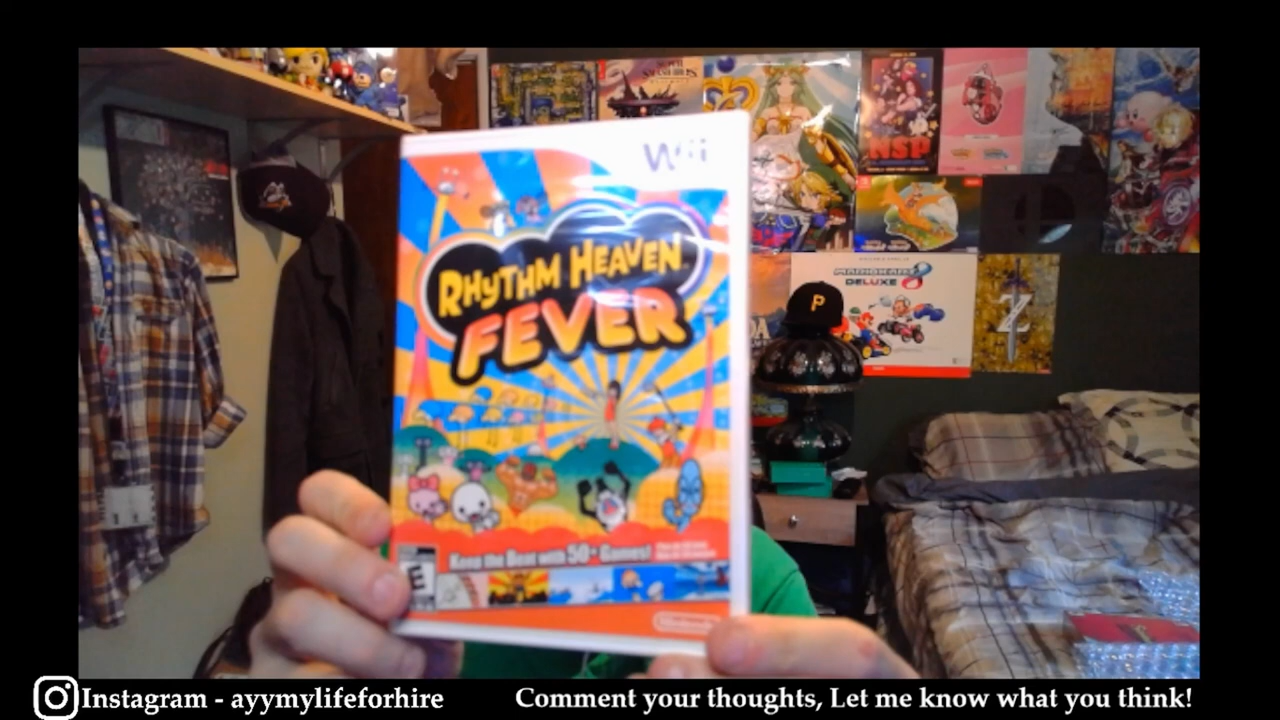 Wii
RHYTHM HEAVEN
FEVER
Keep the Beat with 50+ Games!
E
Nintendo
NSP
MARIOKART 8
DELUXE
P
Z
Instagram - ayymylifeforhire
Comment your thoughts, Let me know what you think!